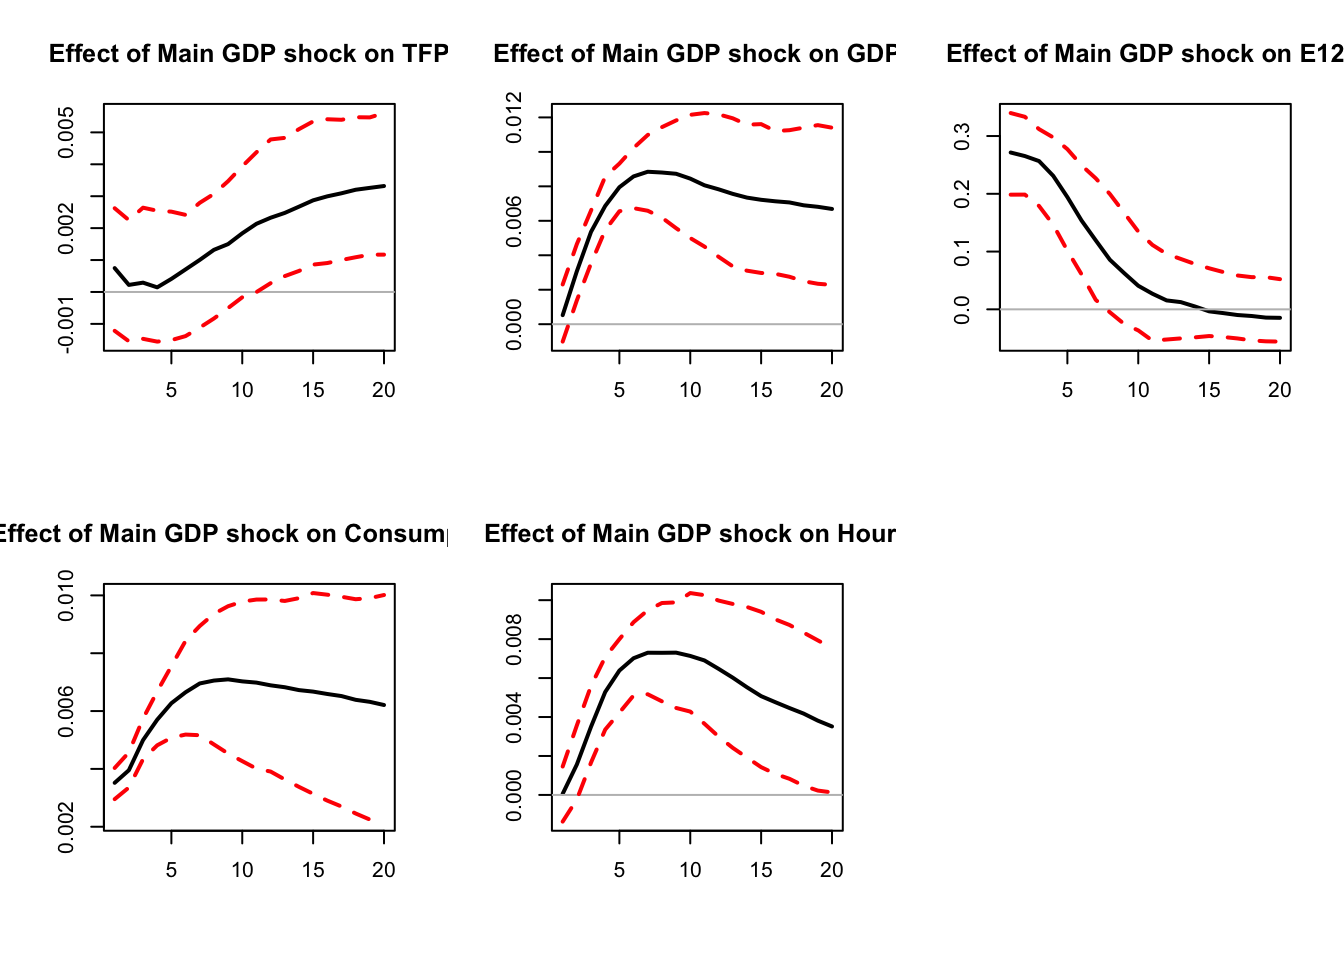 Effect of Main GDP shock on TFP
0.005
0.002
-0.001
5 10 15 20
Effect of Main GDP shock on GDP
0.012
0.006
0.000
5 10 15 20
Effect of Main GDP shock on E12
0.3
0.2
0.1
0.0
5 10 15 20
Effect of Main GDP shock on Consum
0.010
0.006
0.002
5 10 15 20
Effect of Main GDP shock on Hour
0.008
0.004
0.000
5 10 15 20